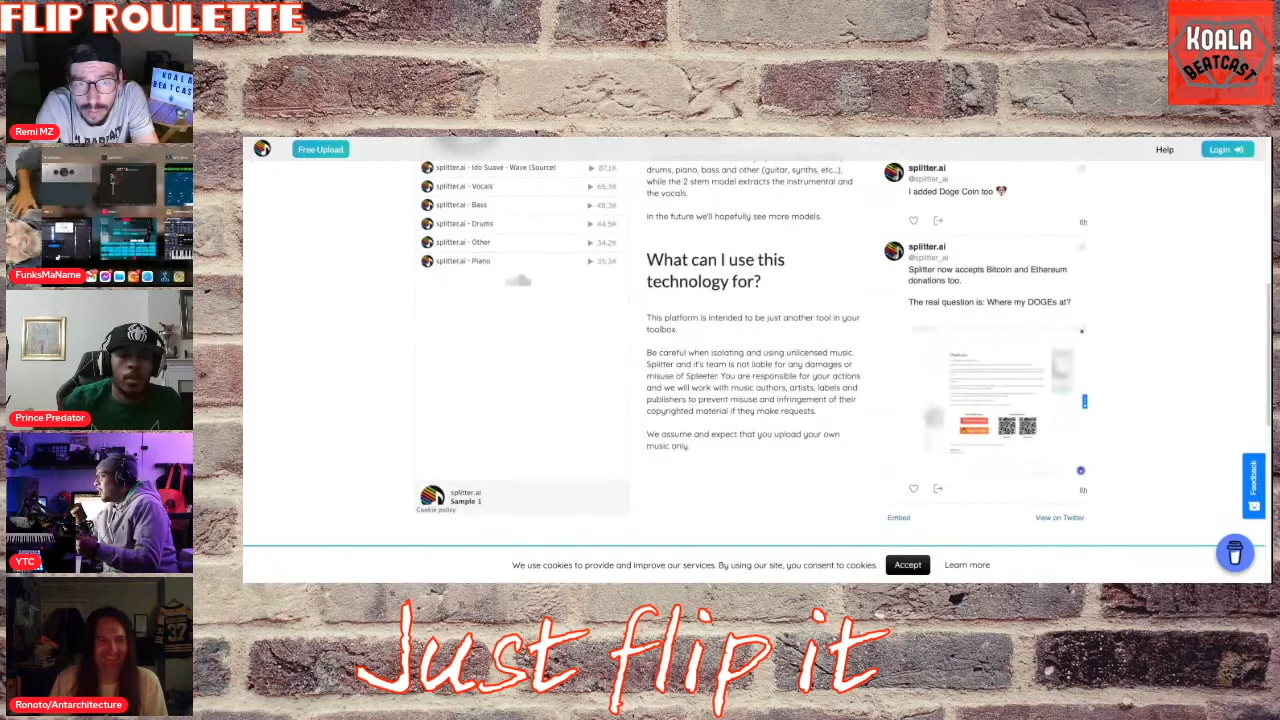 FLIP ROULETTE
KOALA
BEATCAST
KOALA
BEATCAS
Remi MZ
FunksMaName
Prince Predator
YTC
37
Ronoto/Antarchitecture
Free Upload
Help
Login
splitter.ai - Ido Suave - Wave (Source) 87.1K
splitter.ai - Vocals 65.3K
splitter.ai - Bass 48.3K
splitter.ai - Drums 44.5K
splitter.ai - Other 34.2K
splitter.ai - Piano 35.3K
splitter.ai
Sample 1
Cookie policy
drums, piano, bass and other (guitar, synths, etc...),
while the 2 stem model extracts the instrumental and
the vocals.
In the future we'll hopefully see more models.
What can I use this
technology for?
This platform is intended to be just another tool in your
toolbox.
Be careful when isolating and using unlicensed music.
Splitter and it's team is not liable for any damages or
misuse of Spleeter. You are responsible for your actions
and we will work with music authors, artists, labels and
publishers to prevent misuse and infringement of their
copyrighted material if they make requests.
We assume and expect that you upload your own
music only.
splitter.ai
@splitter_ai
I added Doge Coin too
6h
splitter.ai
@splitter_ai
Splitter now accepts Bitcoin and Ethereum
donations too.
The real question is: Where my DOGEs at?
6h
Embed
View on Twitter
Feedback
We use cookies to provide and improve our services. By using our site, you consent to cookies.
Accept
Learn more
Just flip it